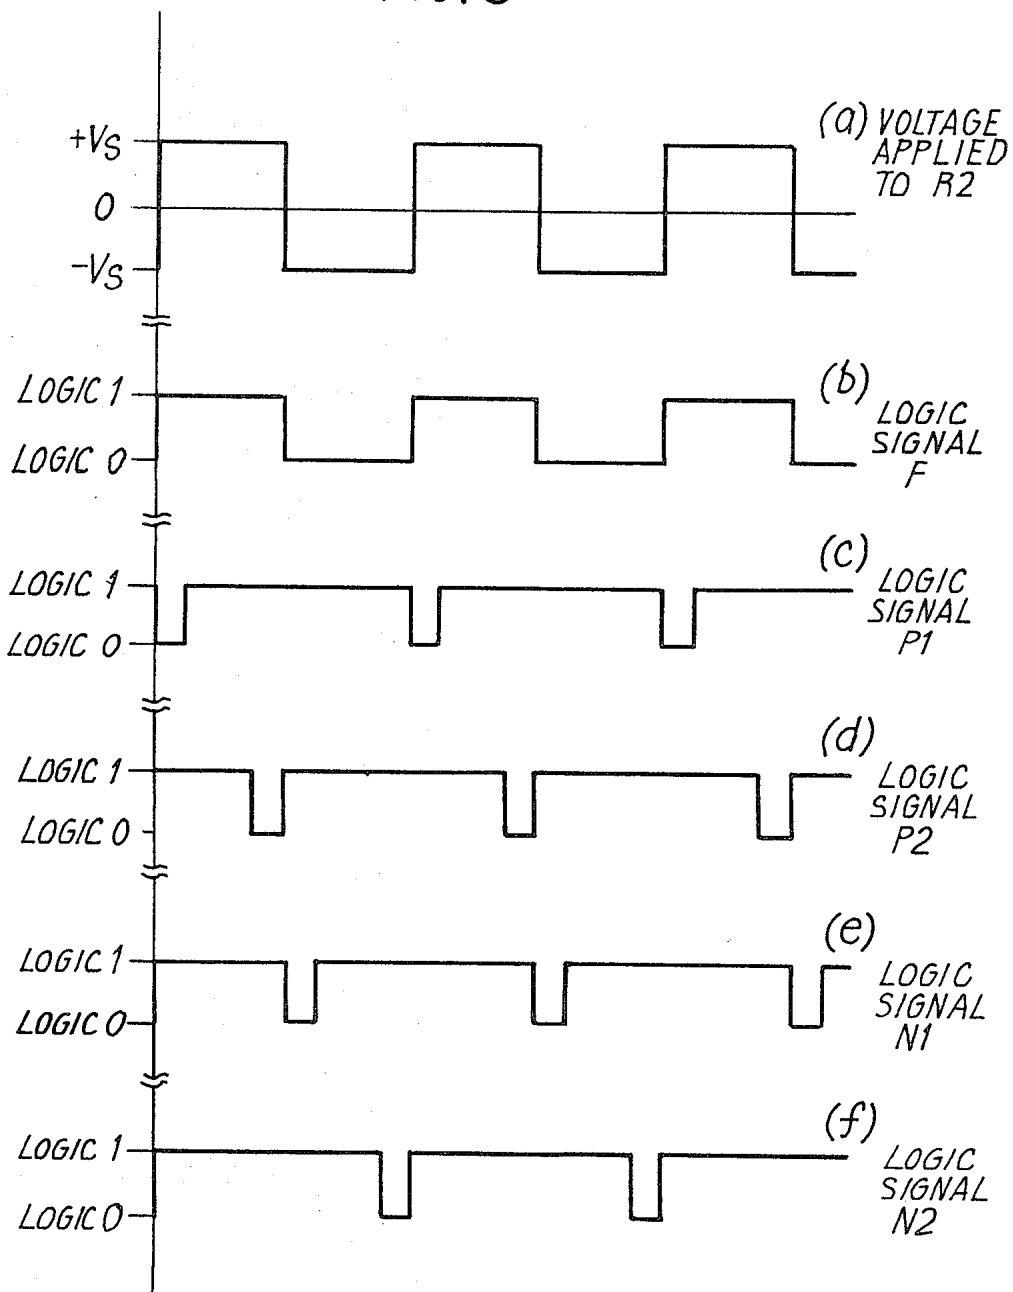 +VS
0
-VS
(a) VOLTAGE
APPLIED
TO R2
LOGIC 1
LOGIC 0
(b)
LOGIC
SIGNAL
F
LOGIC 1
LOGIC 0
(c)
LOGIC
SIGNAL
P1
LOGIC 1
LOGIC 0
(d)
LOGIC
SIGNAL
P2
LOGIC 1
LOGIC 0
(e)
LOGIC
SIGNAL
N1
LOGIC 1
LOGIC 0
(f)
LOGIC
SIGNAL
N2